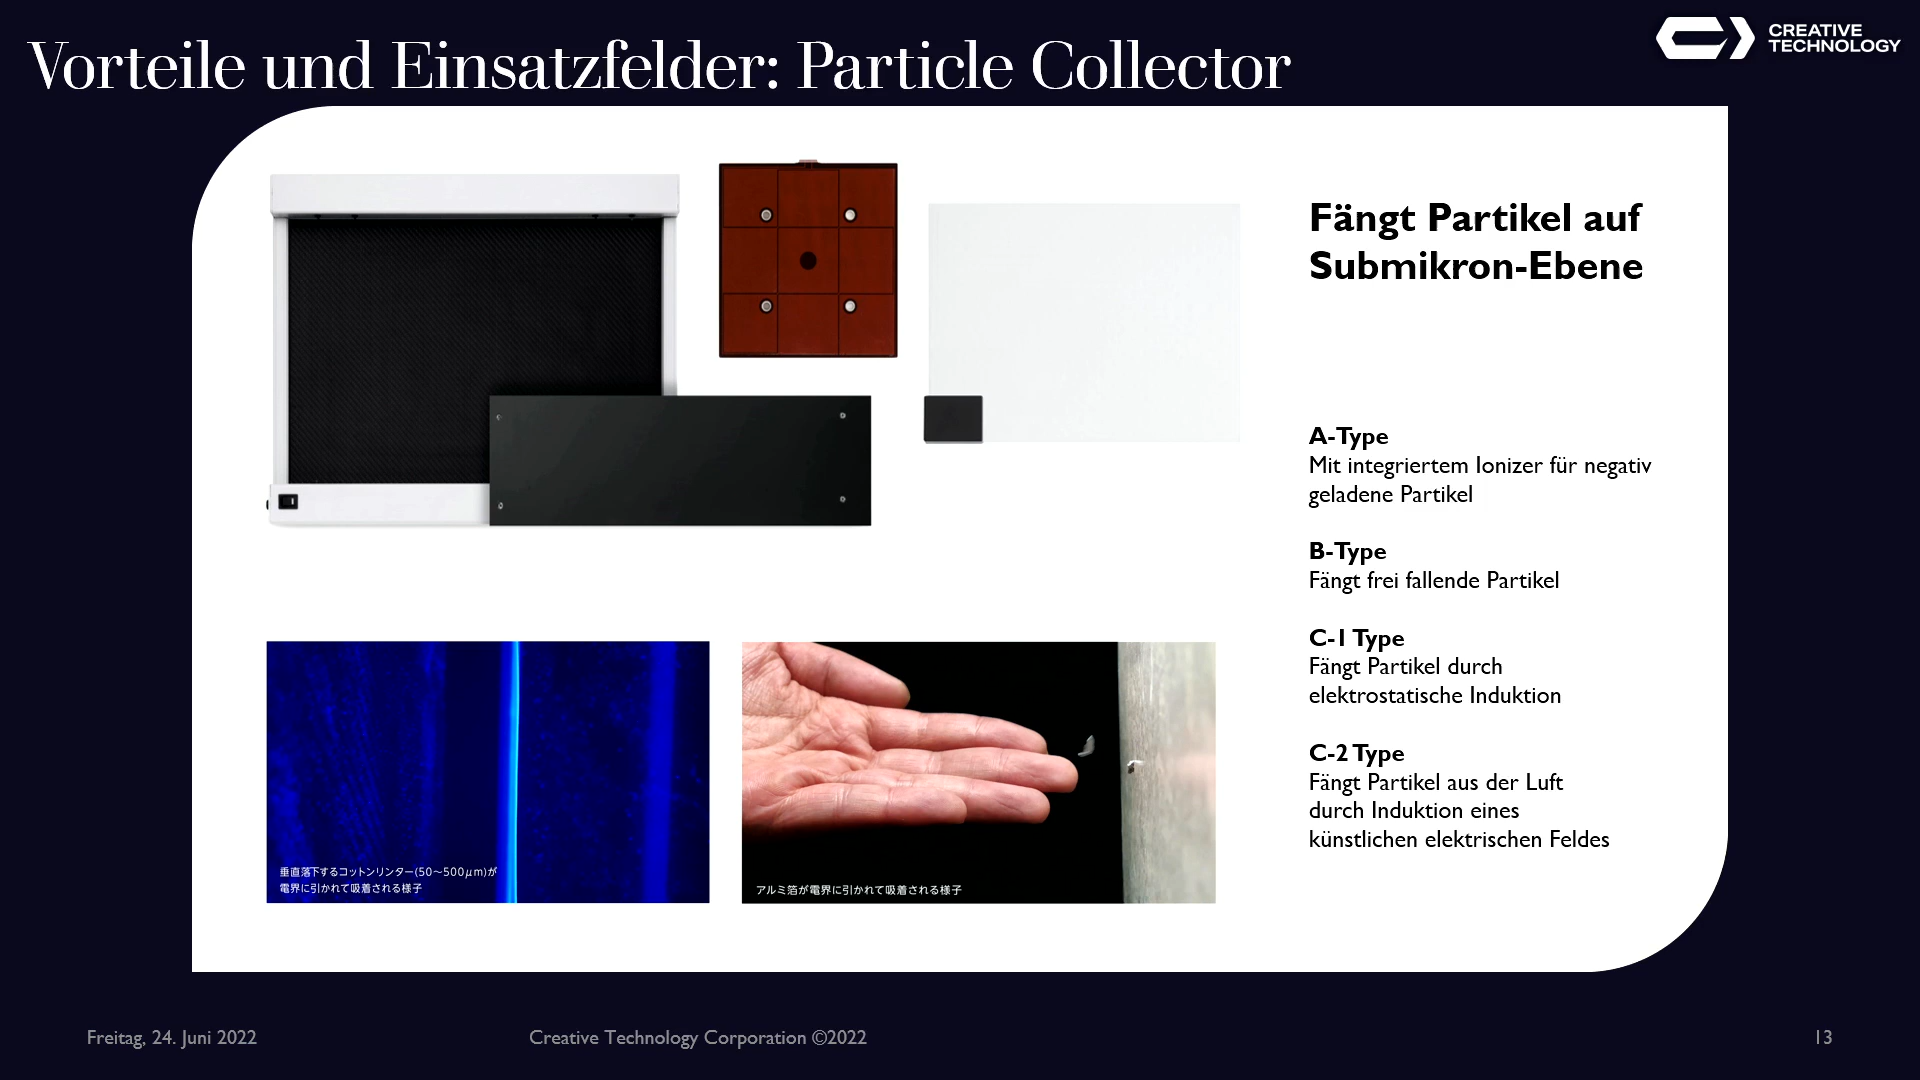 Vorteile und Einsatzfelder: Particle Collector
CREATIVE
TECHNOLOGY
Fängt Partikel auf
Submikron-Ebene
A-Type
Mit integriertem Ionizer für negativ
geladene Partikel
B-Type
Fängt frei fallende Partikel
C-1 Type
Fängt Partikel durch
elektrostatische Induktion
C-2 Type
Fängt Partikel aus der Luft
durch Induktion eines
künstlichen elektrischen Feldes
垂直落下するコットンリンター(50～500μm)が
電界に引かれて吸着される様子
アルミ箔が電界に引かれて吸着される様子
Freitag, 24. Juni 2022
Creative Technology Corporation ©2022
13